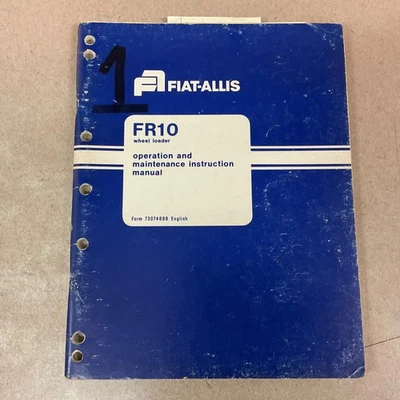 1
FIAT-ALLIS
FR10
wheel loader
operation and
maintenance instruction
manual
Form 73074898 English